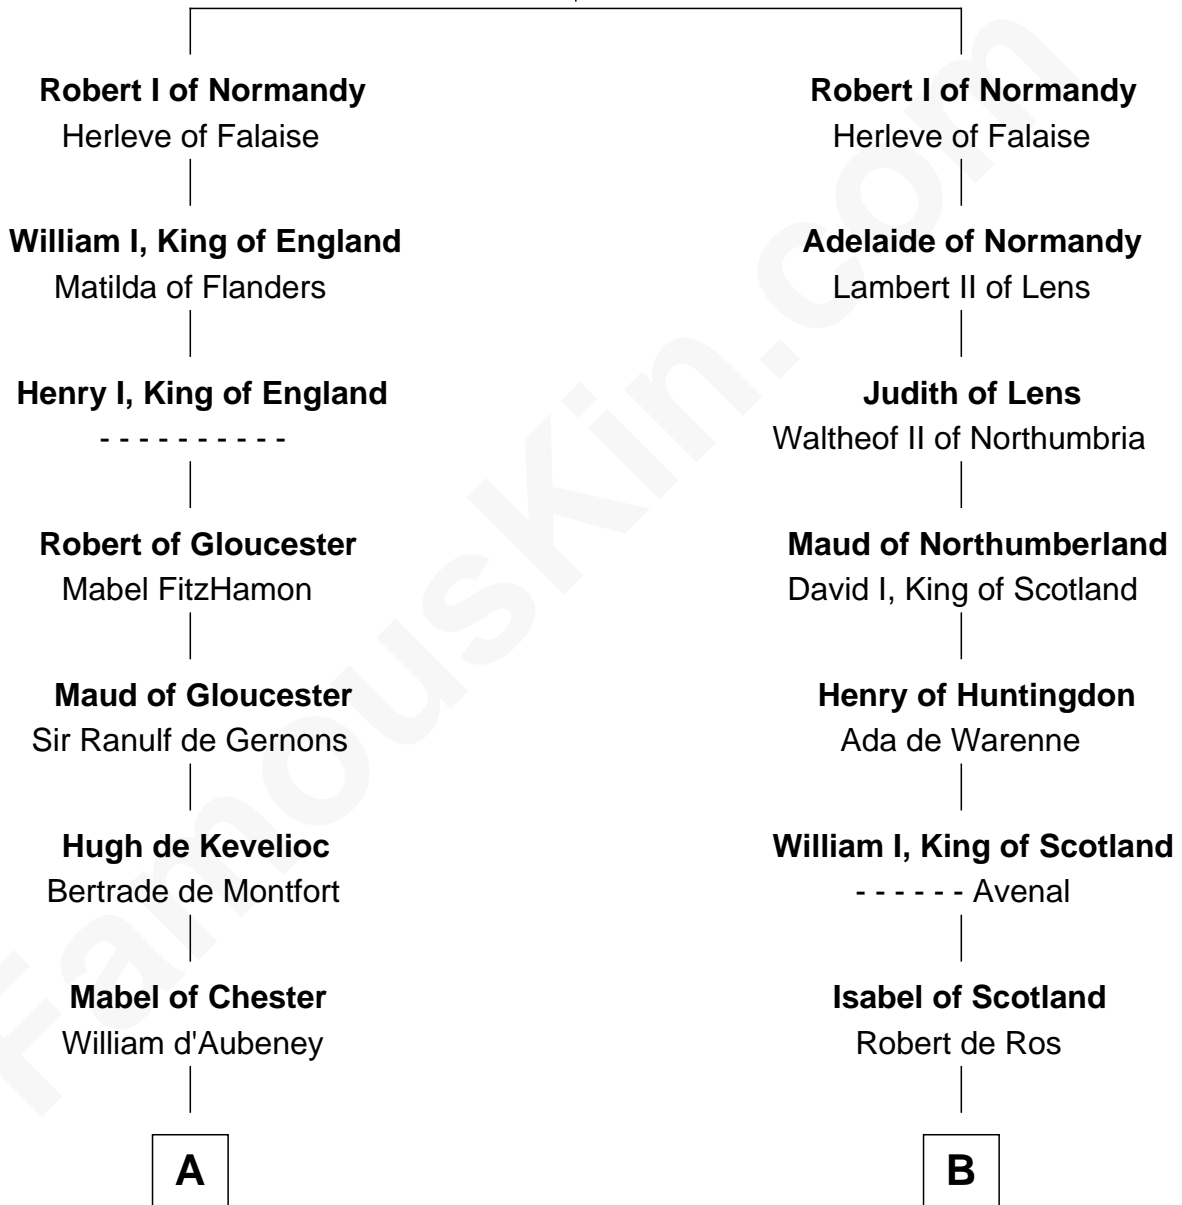 Robert I of Normandy
Herleve of Falaise
William I, King of England
Matilda of Flanders
Henry I, King of England
- - - - - - - - - -
Robert of Gloucester
Mabel FitzHamon
Maud of Gloucester
Sir Ranulf de Gernons
Hugh de Kevelioc
Bertrade de Montfort
Mabel of Chester
William d'Aubeney
A
Robert I of Normandy
Herleve of Falaise
Adelaide of Normandy
Lambert II of Lens
Judith of Lens
Waltheof II of Northumbria
Maud of Northumberland
David I, King of Scotland
Henry of Huntingdon
Ada de Warenne
William I, King of Scotland
- - - - - - Avenal
Isabel of Scotland
Robert de Ros
B
FamousKin.com